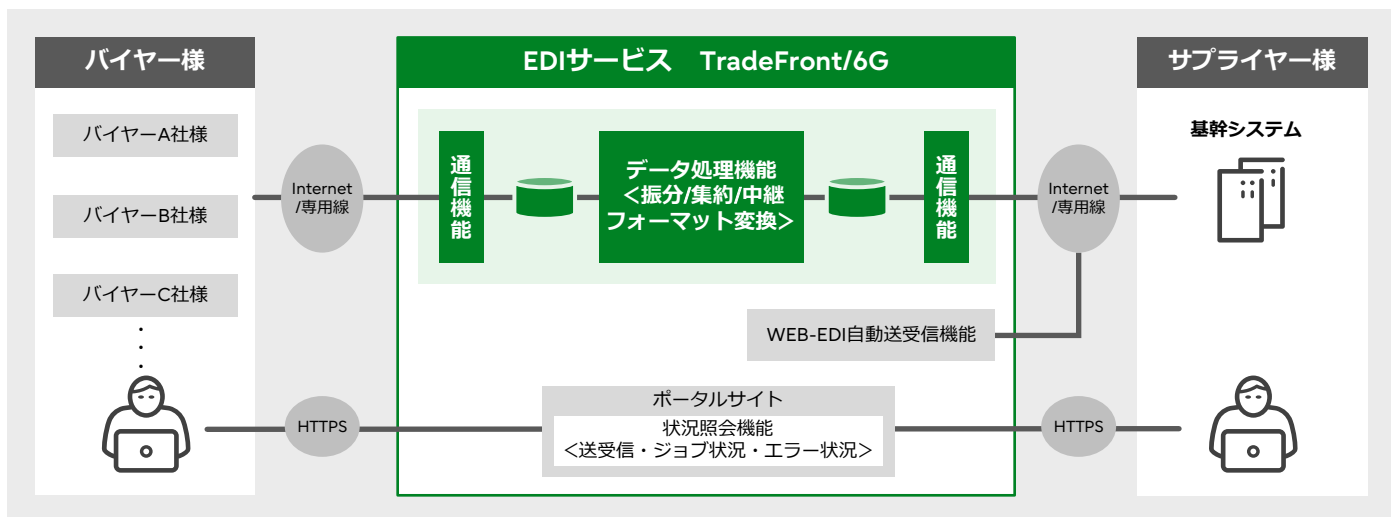 バイヤー様
EDIサービス　TradeFront/6G
サプライヤー様
バイヤーA社様
バイヤーB社様
バイヤーC社様
・
・
・
Internet
/専用線
通信機能
データ処理機能
<振分/集約/中継
フォーマット変換>
通信機能
Internet
/専用線
基幹システム
WEB-EDI自動送受信機能
HTTPS
ポータルサイト
状況照会機能
<送受信・ジョブ状況・エラー状況>
HTTPS